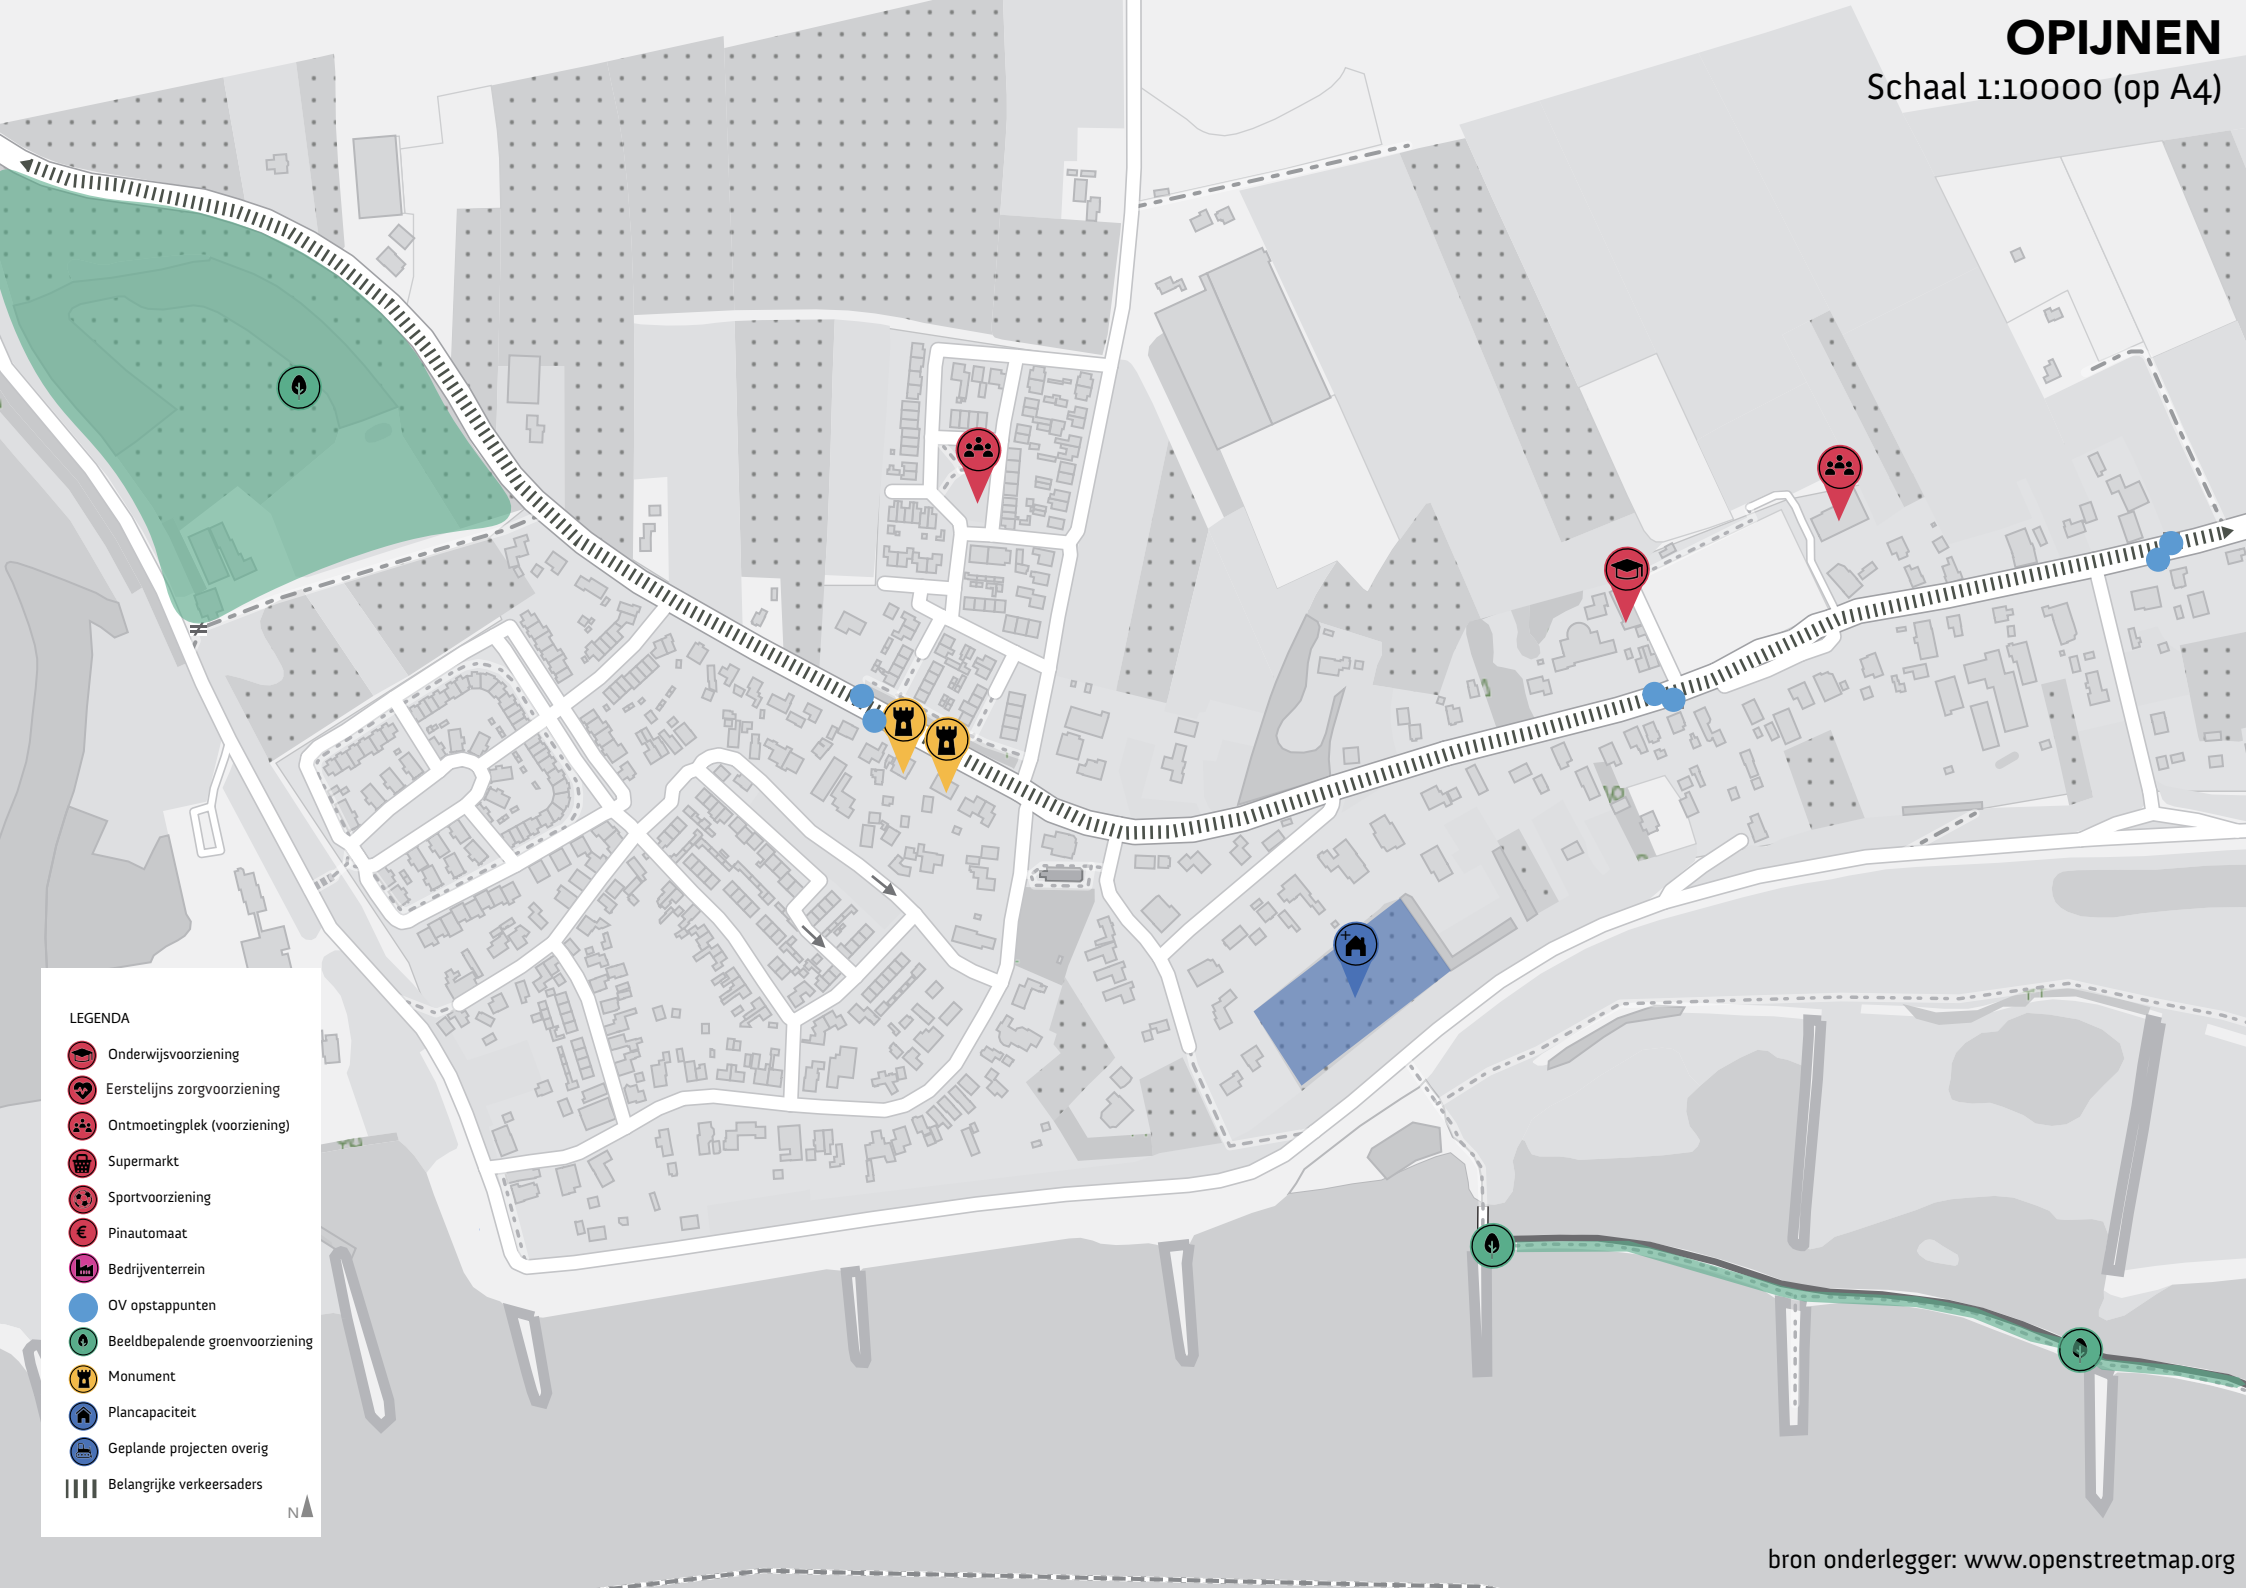 OPIJNEN
Schaal 1:10000 (op A4)
LEGENDA
Onderwijsvoorziening
Eerstelijns zorgvoorziening
Ontmoetingplek (voorziening)
Supermarkt
Sportvoorziening
€ Pinautomaat
Bedrijventerrein
OV opstappunten
Beeldbepalende groenvoorziening
Monument
Plancapaciteit
Geplande projecten overig
Belangrijke verkeersaders
N
bron onderlegger: www.openstreetmap.org